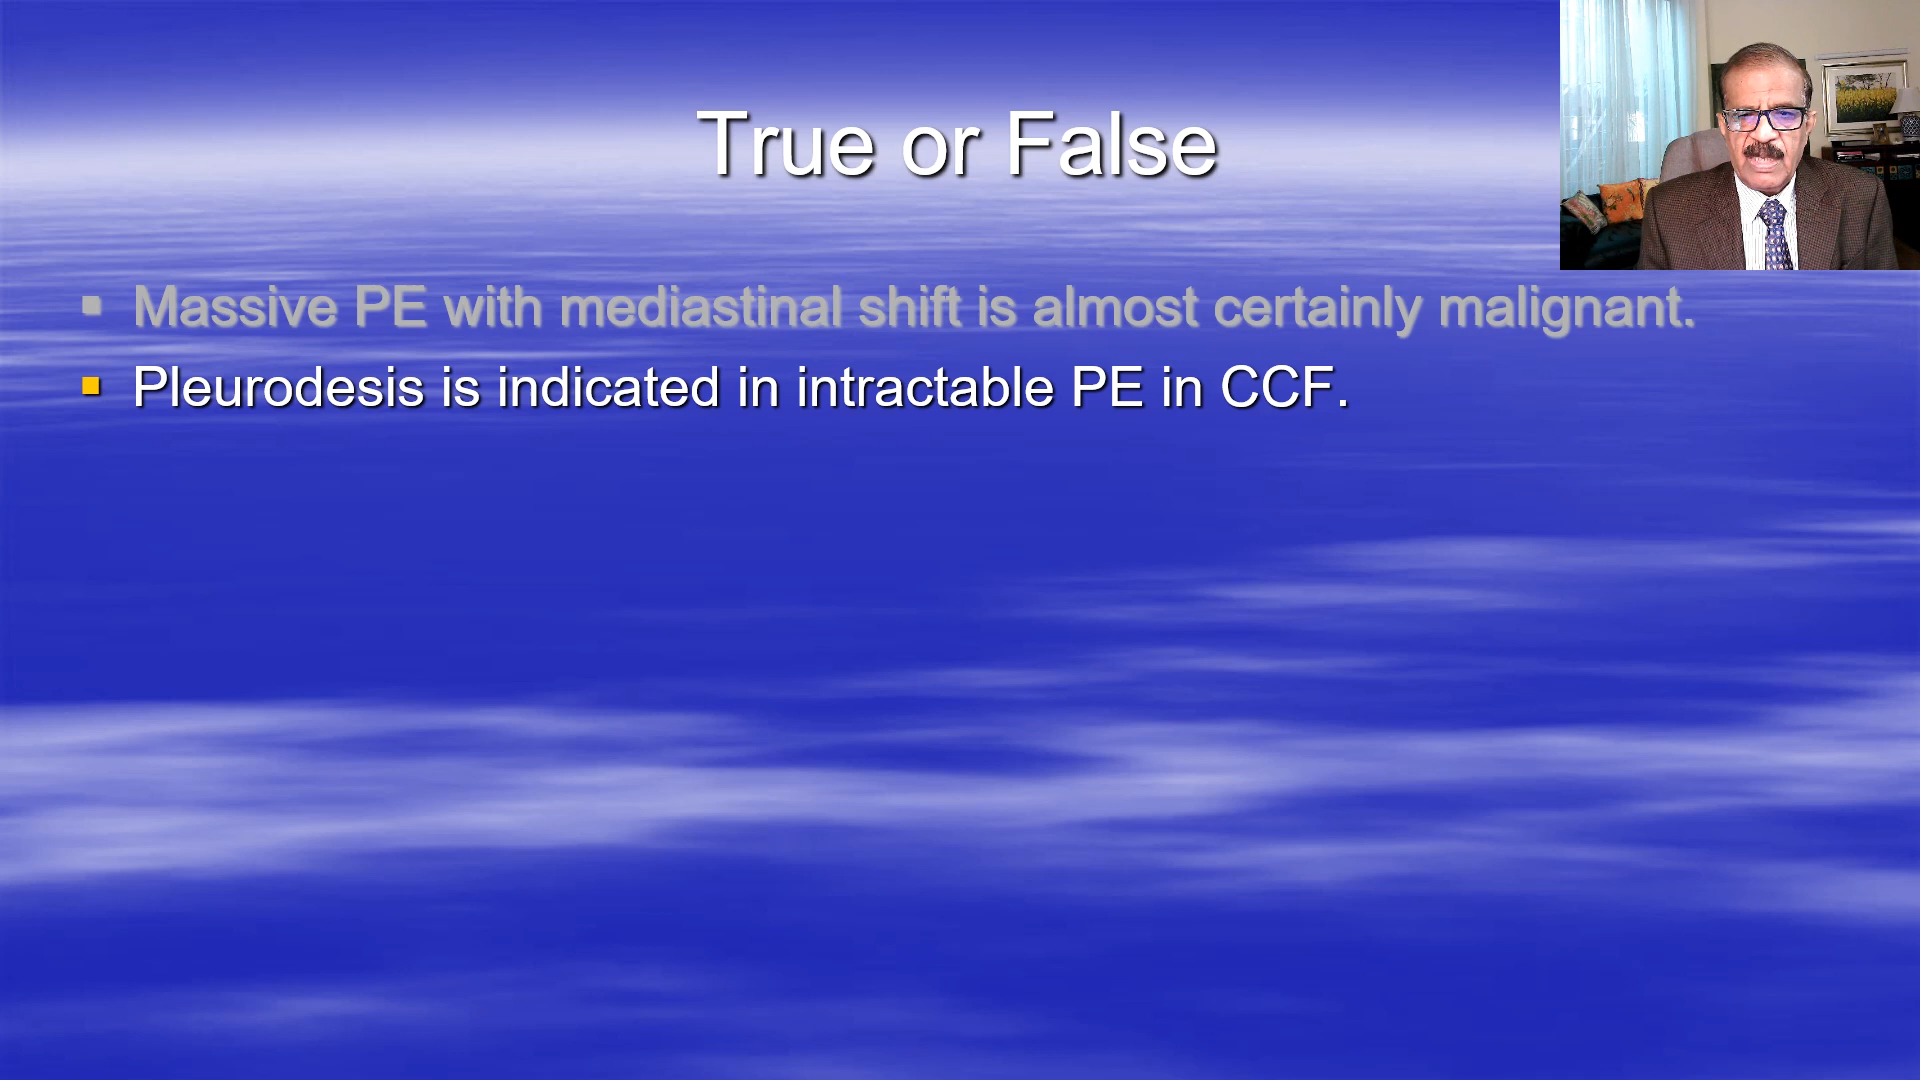 True or False
▪ Massive PE with mediastinal shift is almost certainly malignant.
▪ Pleurodesis is indicated in intractable PE in CCF.